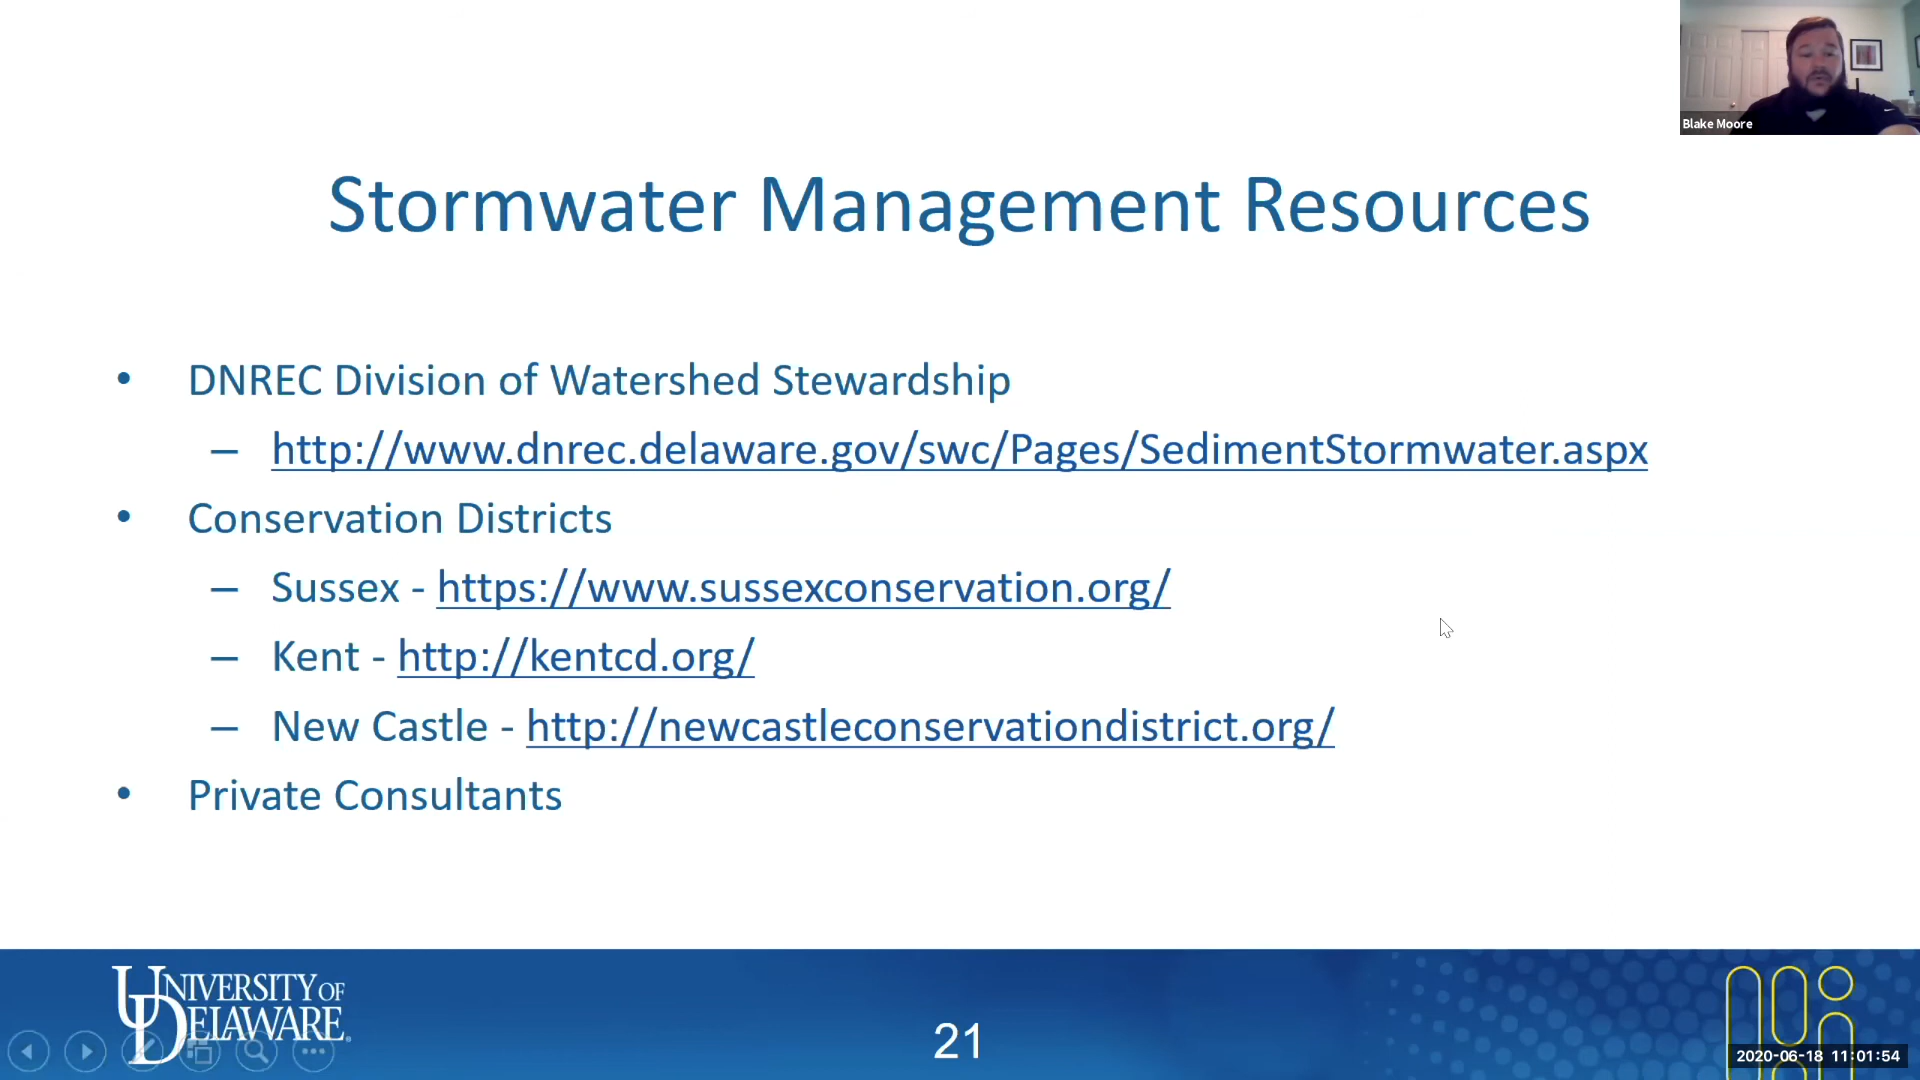 Blake Moore
Stormwater Management Resources
• DNREC Division of Watershed Stewardship
– http://www.dnrec.delaware.gov/swc/Pages/SedimentStormwater.aspx
• Conservation Districts
– Sussex - https://www.sussexconservation.org/
– Kent - http://kentcd.org/
– New Castle - http://newcastleconservationdistrict.org/
• Private Consultants
UNIVERSITY OF
DELAWARE®
21
2020-06-18 11:01:54